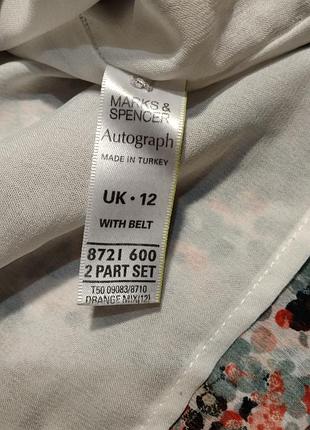 MARKS &
SPENCER
Autograph
MADE IN TURKEY
UK • 12
WITH BELT
8721 600
2 PART SET
T50 09083/8710
ORANGE MIX(12)